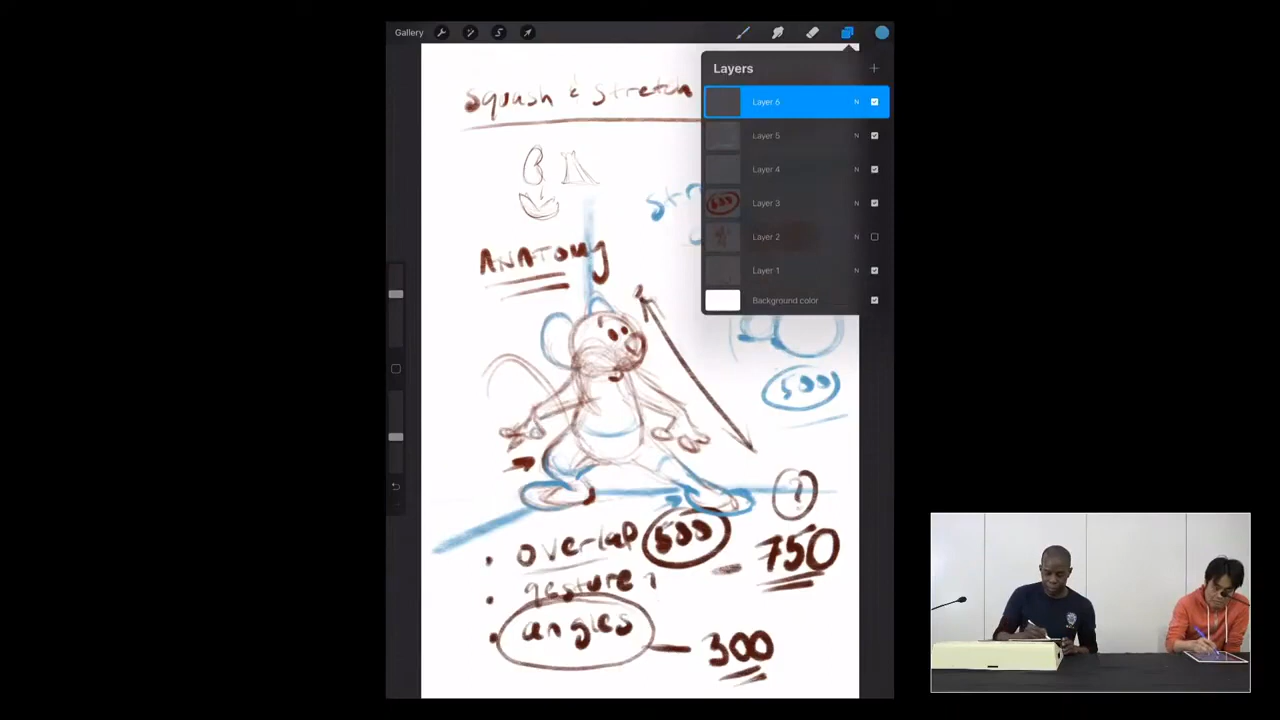 Gallery
Layers
Layer 6 N
Layer 5 N
Layer 4 N
Layer 3 N
Layer 2 N
Layer 1 N
Background color
squash & stretch
ANATOMY
500
• overlap 500
- 750
?
• gesture
• angles - 300